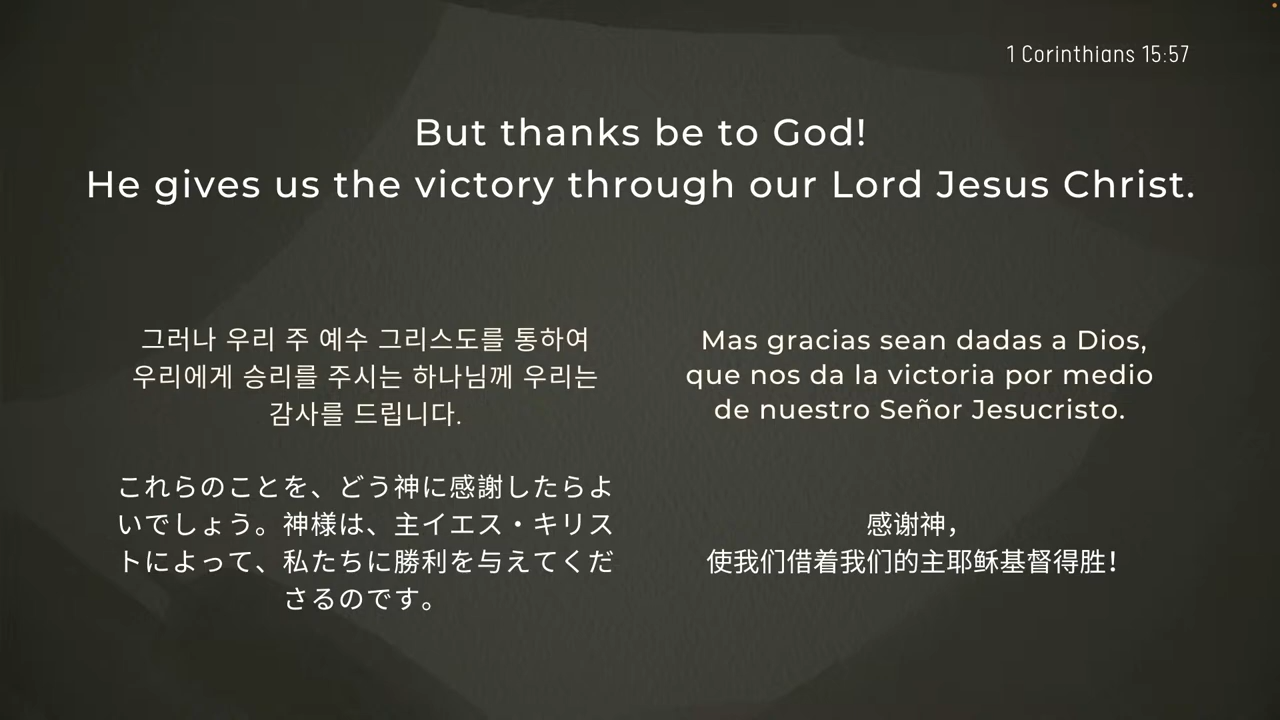 1 Corinthians 15:57
But thanks be to God!
He gives us the victory through our Lord Jesus Christ.
그러나 우리 주 예수 그리스도를 통하여
우리에게 승리를 주시는 하나님께 우리는
감사를 드립니다.
Mas gracias sean dadas a Dios,
que nos da la victoria por medio
de nuestro Señor Jesucristo.
これらのことを、どう神に感謝したらよ
いでしょう。神様は、主イエス・キリス
トによって、私たちに勝利を与えてくだ
さるのです。
感谢神，
使我们借着我们的主耶稣基督得胜！